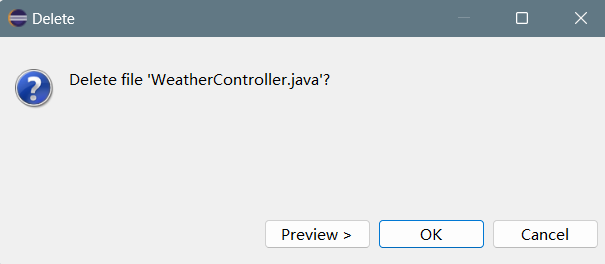 Delete
Delete file 'WeatherController.java'?
Preview >
OK
Cancel